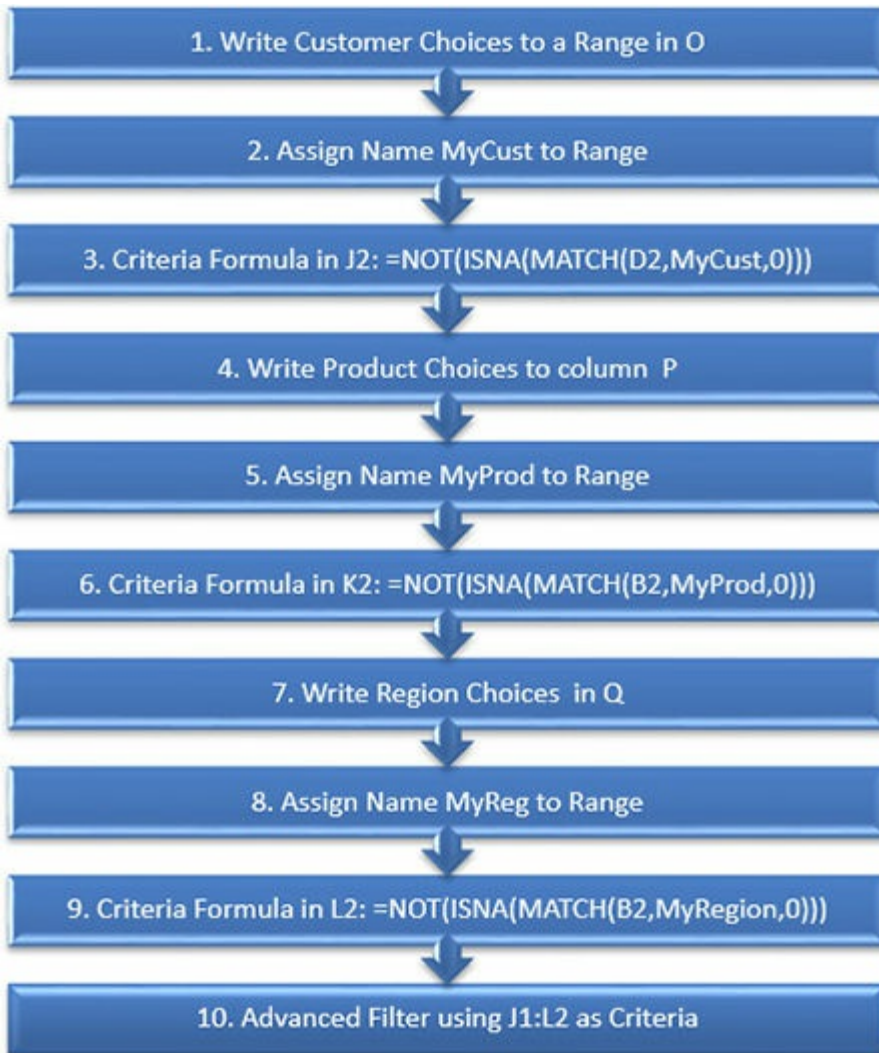 1. Write Customer Choices to a Range in O
2. Assign Name MyCust to Range
3. Criteria Formula in J2: =NOT(ISNA(MATCH(D2,MyCust,0)))
4. Write Product Choices to column P
5. Assign Name MyProd to Range
6. Criteria Formula in K2: =NOT(ISNA(MATCH(B2,MyProd,0)))
7. Write Region Choices in Q
8. Assign Name MyReg to Range
9. Criteria Formula in L2: =NOT(ISNA(MATCH(B2,MyRegion,0)))
10. Advanced Filter using J1:L2 as Criteria